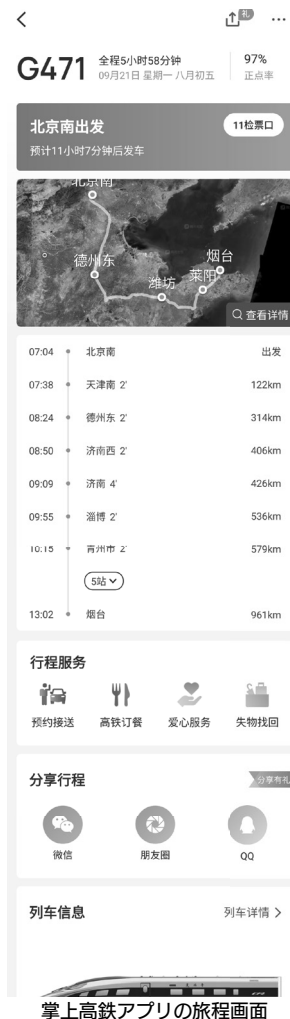 礼
G471
全程5小时58分钟
09月21日 星期一 八月初五
97%
正点率
北京南出发
11检票口
预计11小时7分钟后发车
北京南
德州东
烟台
莱阳
潍坊
查看详情
07:04 北京南 出发
07:38 天津南 2' 122km
08:24 德州东 2' 314km
08:50 济南西 2' 406km
09:09 济南 4' 426km
09:55 淄博 2' 536km
10:15 青州市 2' 579km
5站
13:02 烟台 961km
行程服务
预约接送
高铁订餐
爱心服务
失物找回
分享行程
分享有礼
微信
朋友圈
QQ
列车信息
列车详情
掌上高鉄アプリの旅程画面